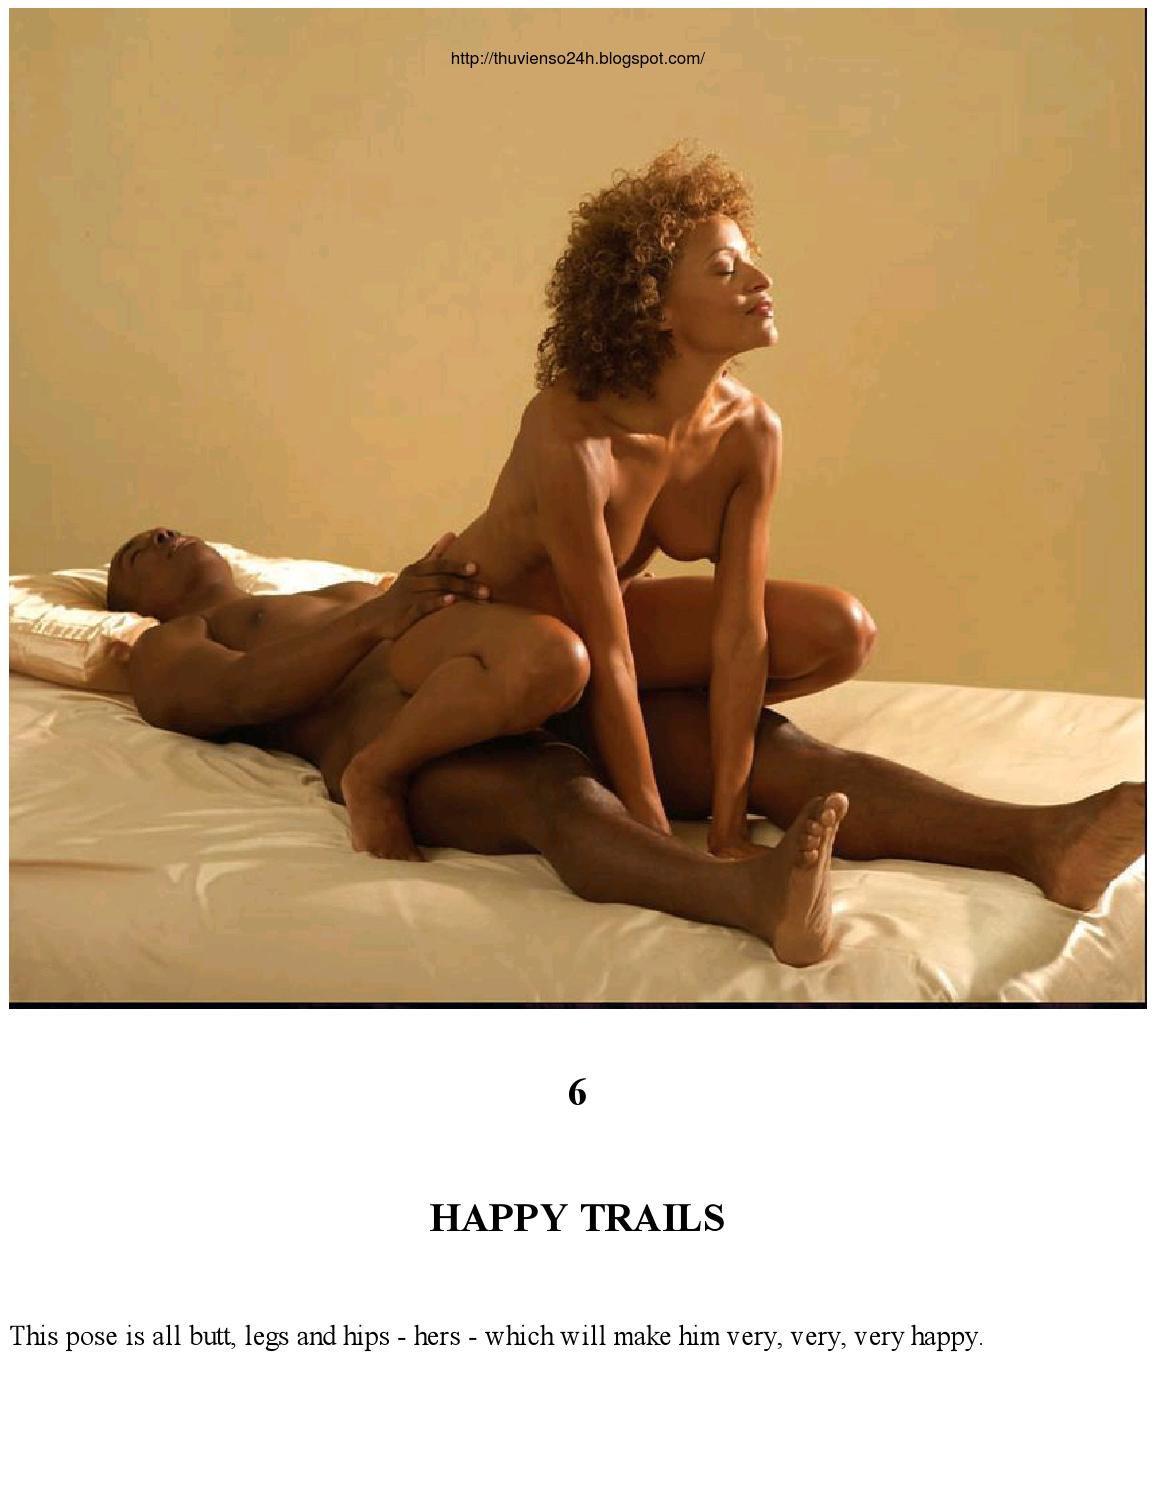 http://thuvienso24h.blogspot.com/
6
HAPPY TRAILS
This pose is all butt, legs and hips - hers - which will make him very, very, very happy.